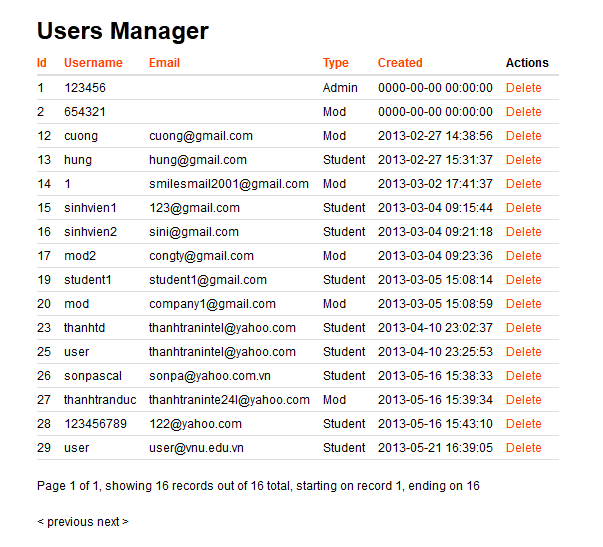 Users Manager
Id Username Email Type Created Actions
1 123456 Admin 0000-00-00 00:00:00 Delete
2 654321 Mod 0000-00-00 00:00:00 Delete
12 cuong cuong@gmail.com Mod 2013-02-27 14:38:56 Delete
13 hung hung@gmail.com Student 2013-02-27 15:31:37 Delete
14 1 smilesmail2001@gmail.com Mod 2013-03-02 17:41:37 Delete
15 sinhvien1 123@gmail.com Student 2013-03-04 09:15:44 Delete
16 sinhvien2 sini@gmail.com Student 2013-03-04 09:21:18 Delete
17 mod2 congty@gmail.com Mod 2013-03-04 09:23:36 Delete
19 student1 student1@gmail.com Student 2013-03-05 15:08:14 Delete
20 mod company1@gmail.com Mod 2013-03-05 15:08:59 Delete
23 thanhtd thanhtranintel@yahoo.com Student 2013-04-10 23:02:37 Delete
25 user thanhtranintel@yahoo.com Student 2013-04-10 23:25:53 Delete
26 sonpascal sonpa@yahoo.com.vn Student 2013-05-16 15:38:33 Delete
27 thanhtranduc thanhtraninte24l@yahoo.com Mod 2013-05-16 15:39:34 Delete
28 123456789 122@yahoo.com Student 2013-05-16 15:43:10 Delete
29 user user@vnu.edu.vn Student 2013-05-21 16:39:05 Delete
Page 1 of 1, showing 16 records out of 16 total, starting on record 1, ending on 16
< previous next >